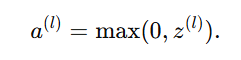 a^{(l)} = max(0, z^{(l)}).